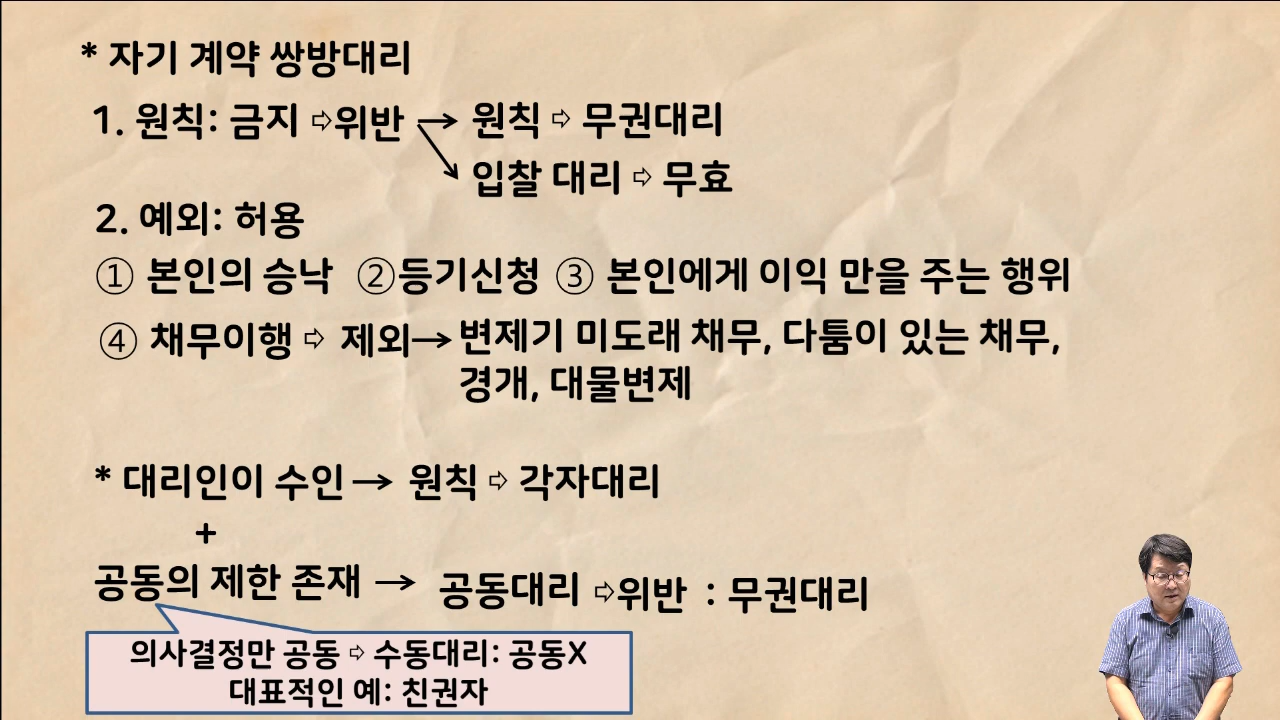 * 자기 계약 쌍방대리
1. 원칙: 금지 ⇨위반 → 원칙 ⇨ 무권대리
입찰 대리 ⇨ 무효
2. 예외: 허용
① 본인의 승낙 ②등기신청 ③ 본인에게 이익 만을 주는 행위
④ 채무이행 ⇨ 제외→변제기 미도래 채무, 다툼이 있는 채무,
경개, 대물변제
* 대리인이 수인→ 원칙 ⇨ 각자대리
+
공동의 제한 존재 → 공동대리 ⇨위반 : 무권대리
의사결정만 공동 ⇨ 수동대리: 공동X
대표적인 예: 친권자